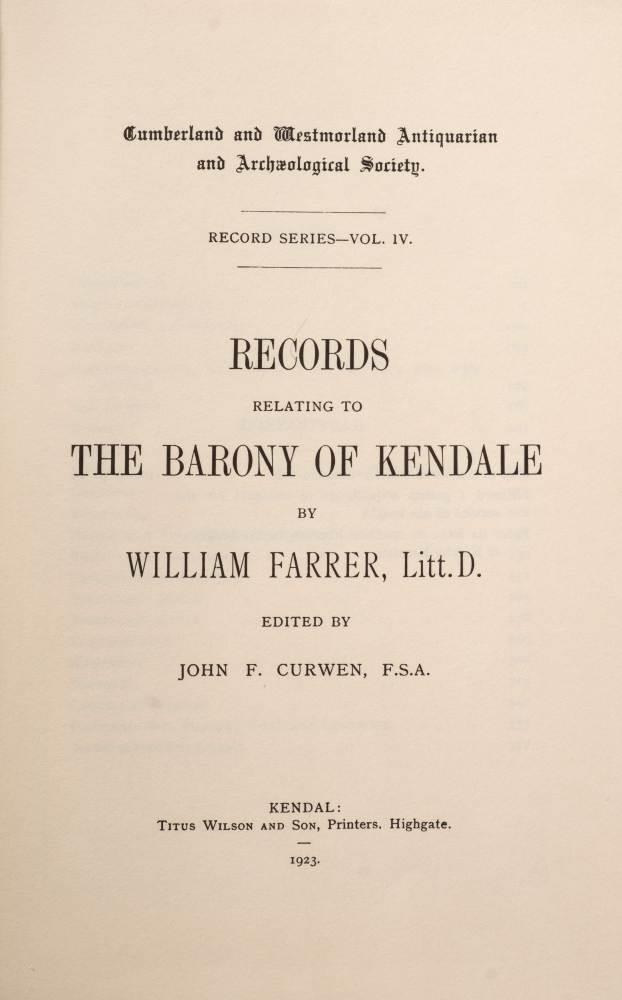 Cumberland and Westmorland Antiquarian
and Archæological Society.
RECORD SERIES—VOL. IV.
RECORDS
RELATING TO
THE BARONY OF KENDALE
BY
WILLIAM FARRER, Litt.D.
EDITED BY
JOHN F. CURWEN, F.S.A.
KENDAL:
TITUS WILSON AND SON, Printers. Highgate.
1923.